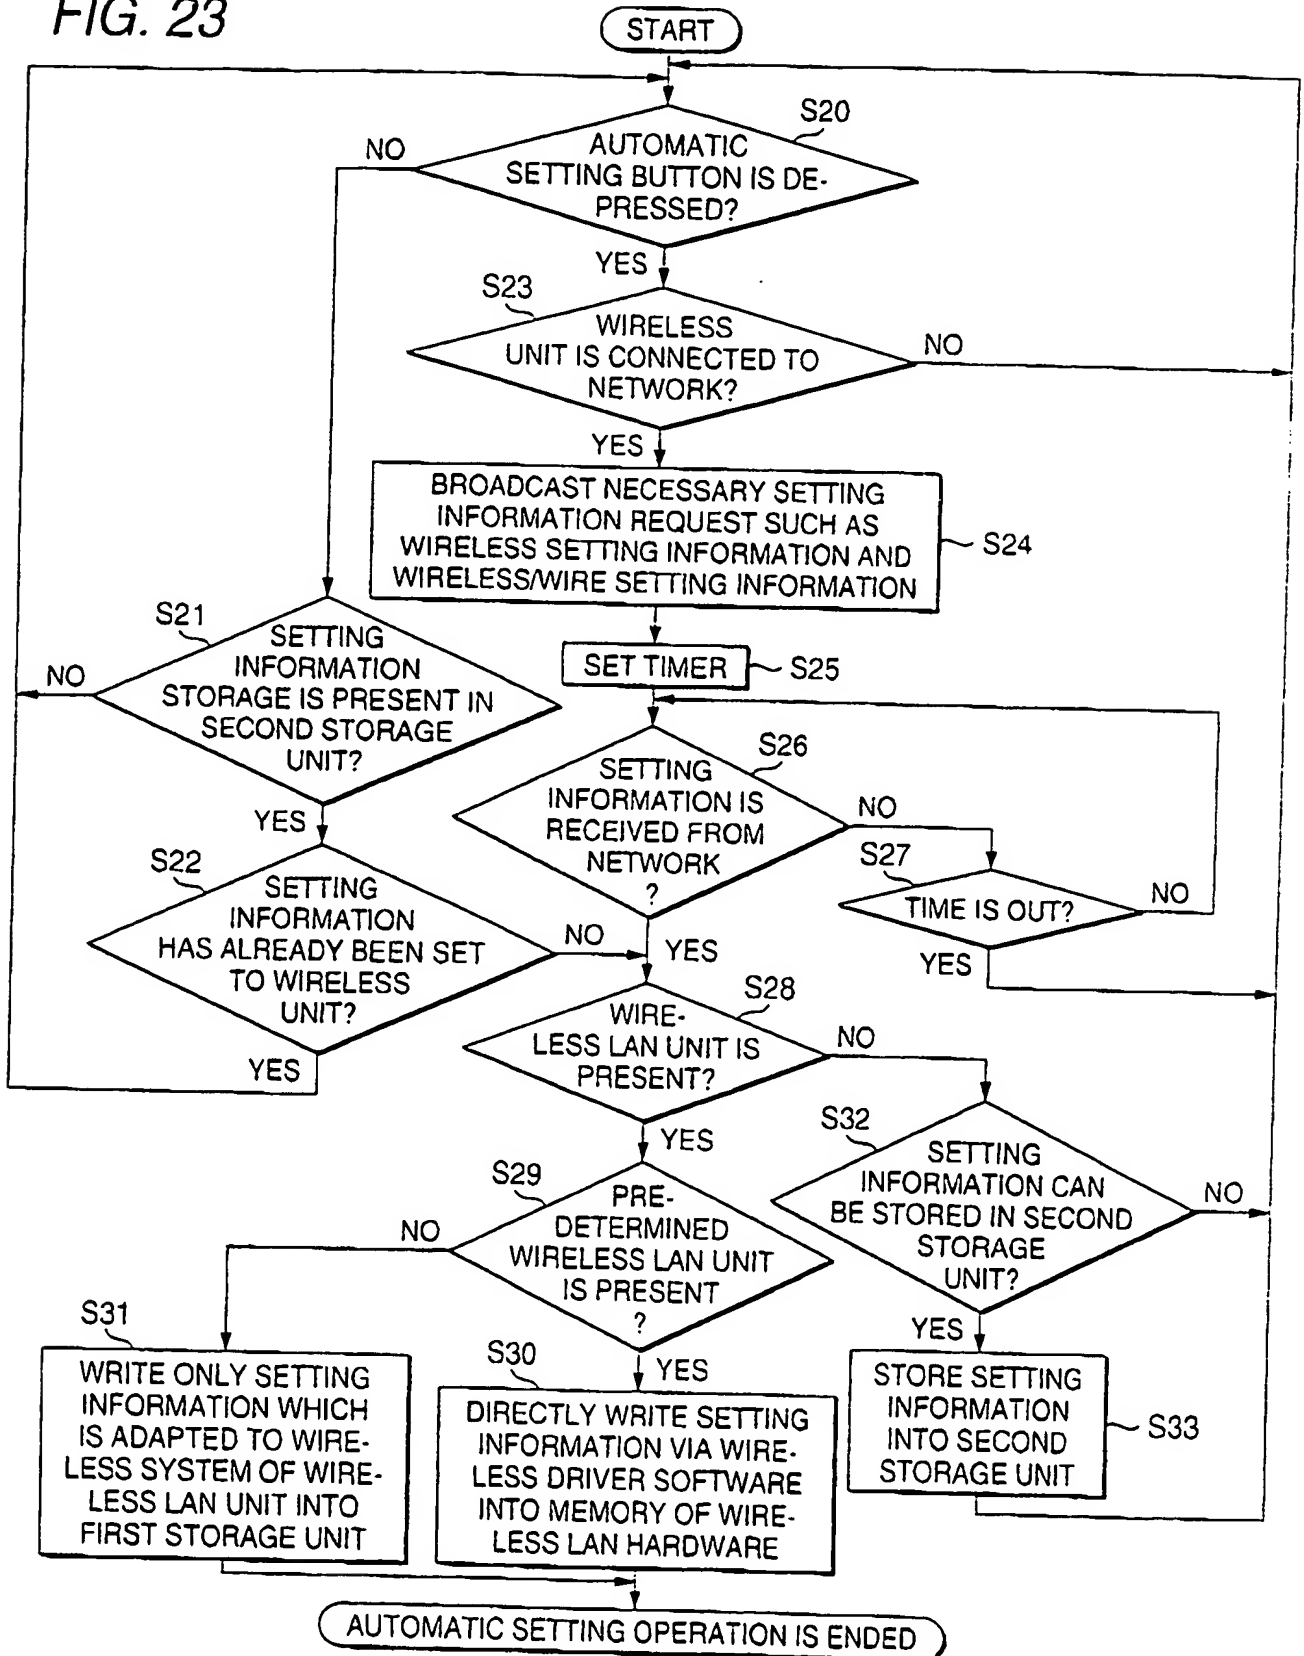 FIG. 23
START
S20
NO
AUTOMATIC
SETTING BUTTON IS DE-
PRESSED?
YES
S23
WIRELESS
UNIT IS CONNECTED TO
NETWORK?
NO
YES
BROADCAST NECESSARY SETTING
INFORMATION REQUEST SUCH AS
WIRELESS SETTING INFORMATION AND
WIRELESS/WIRE SETTING INFORMATION
S24
S21
SETTING
INFORMATION
STORAGE IS PRESENT IN
SECOND STORAGE
UNIT?
NO
YES
SET TIMER
S25
S26
SETTING
INFORMATION IS
RECEIVED FROM
NETWORK
?
NO
S27
TIME IS OUT?
NO
YES
S22
SETTING
INFORMATION
HAS ALREADY BEEN SET
TO WIRELESS
UNIT?
NO
YES
YES
S28
WIRE-
LESS LAN UNIT IS
PRESENT?
NO
YES
S32
SETTING
INFORMATION CAN
BE STORED IN SECOND
STORAGE
UNIT?
NO
YES
S29
PRE-
DETERMINED
WIRELESS LAN UNIT
IS PRESENT
?
NO
YES
S31
WRITE ONLY SETTING
INFORMATION WHICH
IS ADAPTED TO WIRE-
LESS SYSTEM OF WIRE-
LESS LAN UNIT INTO
FIRST STORAGE UNIT
S30
DIRECTLY WRITE SETTING
INFORMATION VIA WIRE-
LESS DRIVER SOFTWARE
INTO MEMORY OF WIRE-
LESS LAN HARDWARE
STORE SETTING
INFORMATION
INTO SECOND
STORAGE UNIT
S33
AUTOMATIC SETTING OPERATION IS ENDED